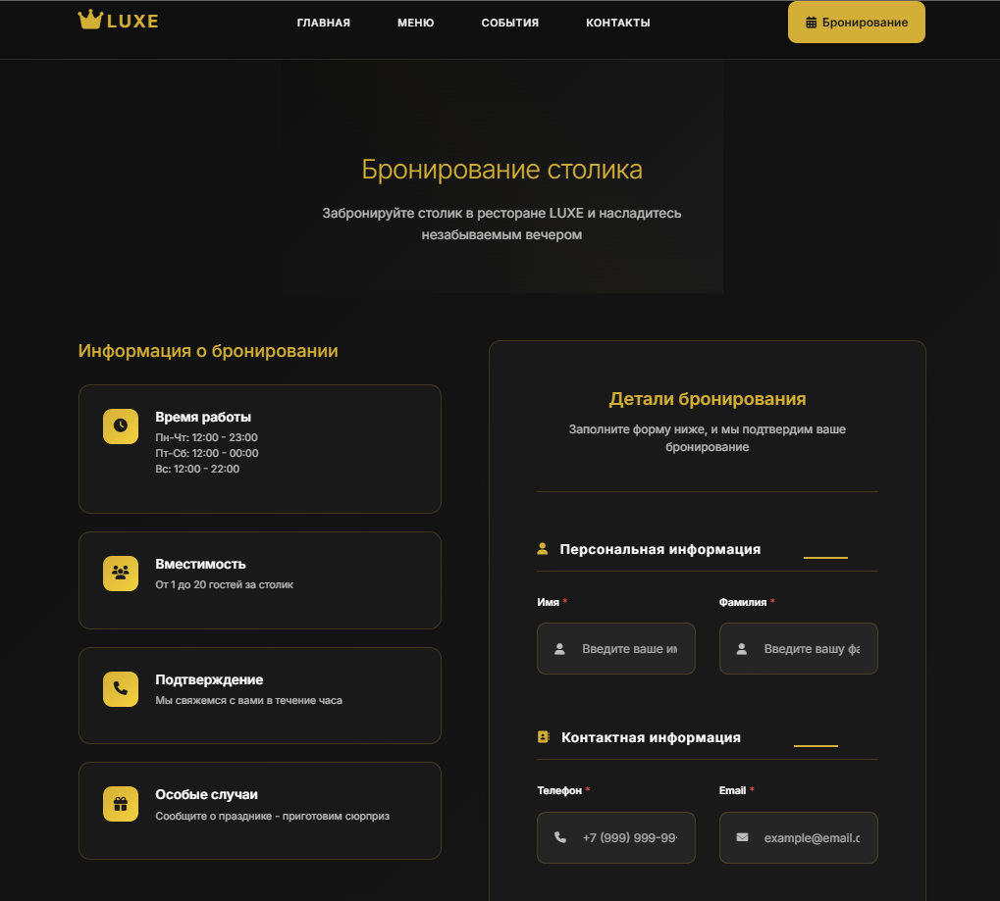 LUXE
ГЛАВНАЯ
МЕНЮ
СОБЫТИЯ
КОНТАКТЫ
Бронирование
Бронирование столика
Забронируйте столик в ресторане LUXE и насладитесь
незабываемым вечером
Информация о бронировании
Время работы
Пн-Чт: 12:00 - 23:00
Пт-Сб: 12:00 - 00:00
Вс: 12:00 - 22:00
Вместимость
От 1 до 20 гостей за столик
Подтверждение
Мы свяжемся с вами в течение часа
Особые случаи
Сообщите о празднике - приготовим сюрприз
Детали бронирования
Заполните форму ниже, и мы подтвердим ваше
бронирование
Персональная информация
Имя *
Фамилия *
Введите ваше им
Введите вашу фа
Контактная информация
Телефон *
Email *
+7 (999) 999-99-
example@email.c